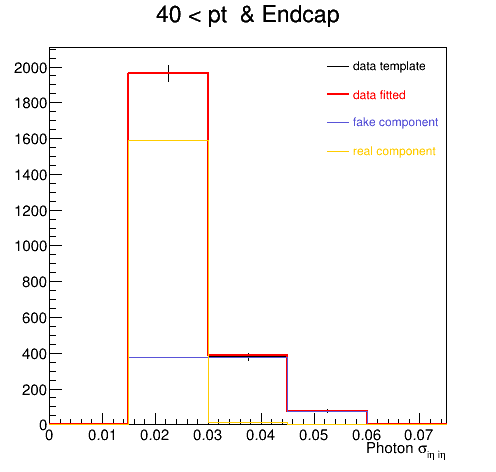 40 < pt & Endcap
data template
data fitted
fake component
real component
2000
1800
1600
1400
1200
1000
800
600
400
200
0
0 0.01 0.02 0.03 0.04 0.05 0.06 0.07
Photon σiη iη